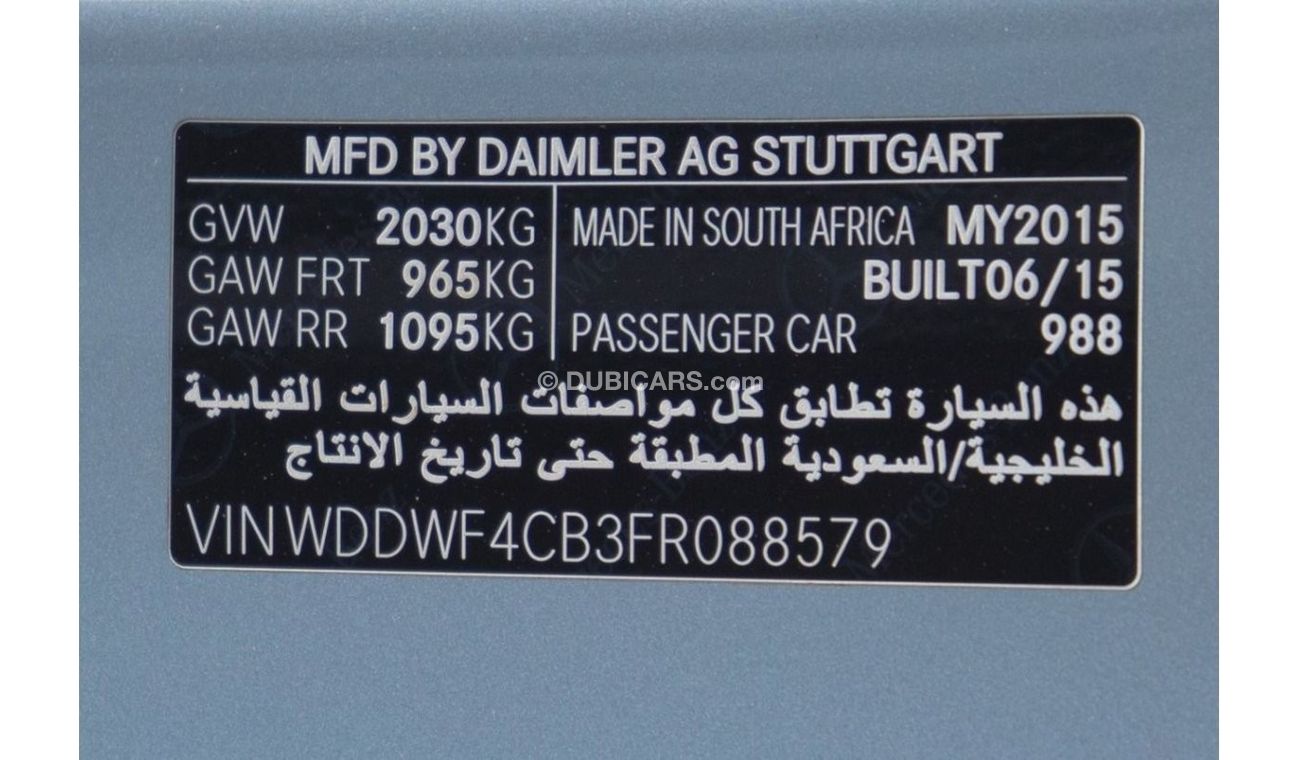 MFD BY DAIMLER AG STUTTGART
GVW 2030KG
GAW FRT 965KG
GAW RR 1095KG
MADE IN SOUTH AFRICA MY2015
BUILT06/15
PASSENGER CAR 988
© DUBICARS.com
هذه السيارة تطابق كل مواصفات السيارات القياسية
الخليجية/السعودية المطبقة حتى تاريخ الانتاج
VIN WDDWF4CB3FR088579